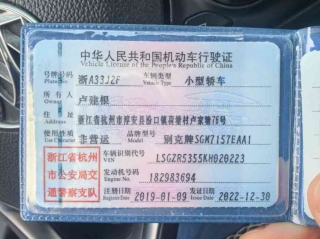 中华人民共和国机动车行驶证
Vehicle License of the People's Republic of China
号牌号码 浙A33J2F 车辆类型 小型轿车
Plate No. Vehicle Type
所有人 卢建根
Owner
住址 浙江省杭州市淳安县
Address
使用性质 非营运 品牌型号 别克牌SGM7157EAA1
Use Character Model
浙江省杭州 车辆识别代号 LSGZR5355KH020223
VIN
市公安局交 发动机号码 182983694
Engine No.
通警察支队 注册日期 2019-01-09 发证日期 2022-12-30
Register Date Issue Date